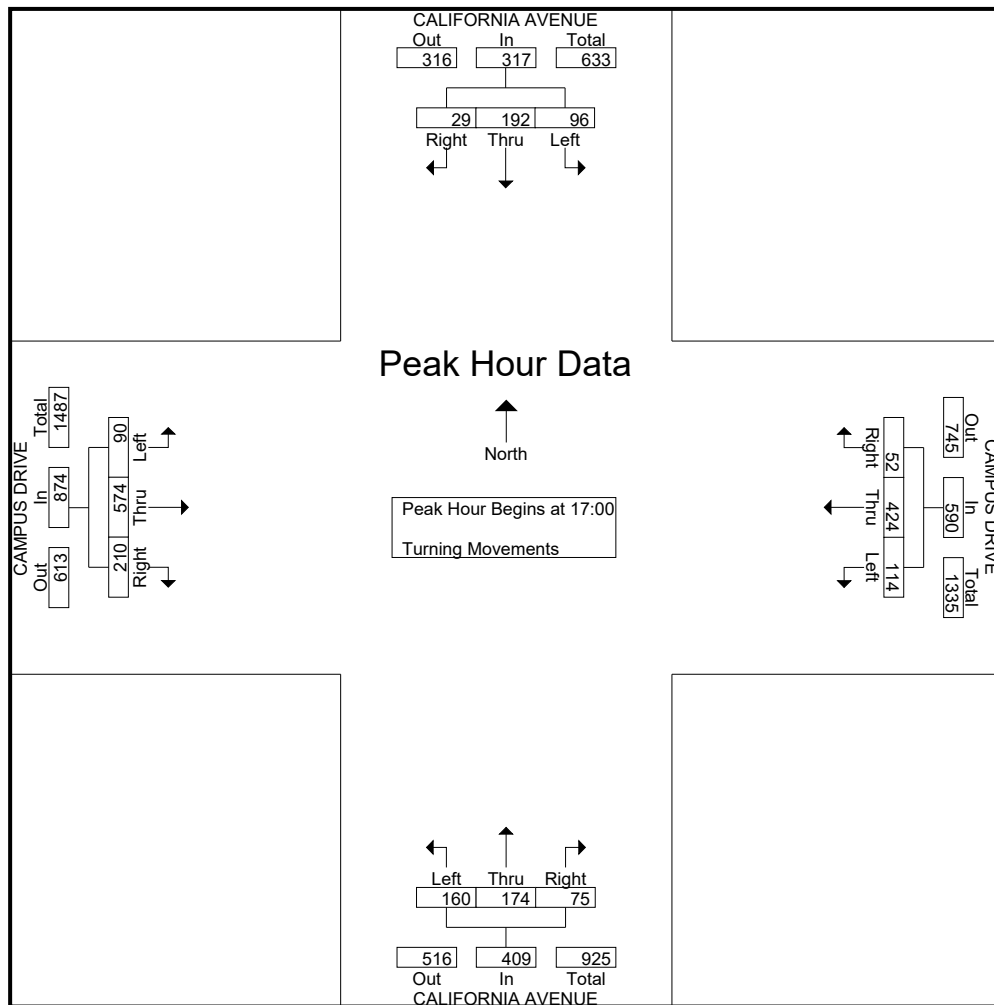 CALIFORNIA AVENUE
Out In Total
316 317 633
29 192 96
Right Thru Left
Peak Hour Data
North
Peak Hour Begins at 17:00
Turning Movements
CAMPUS DRIVE
Total In Out
1487 874 613
90 574 210
Left Thru Right
Right Thru Left
52 424 114
745 590 1335
Out In Total
CAMPUS DRIVE
Left Thru Right
160 174 75
516 409 925
Out In Total
CALIFORNIA AVENUE